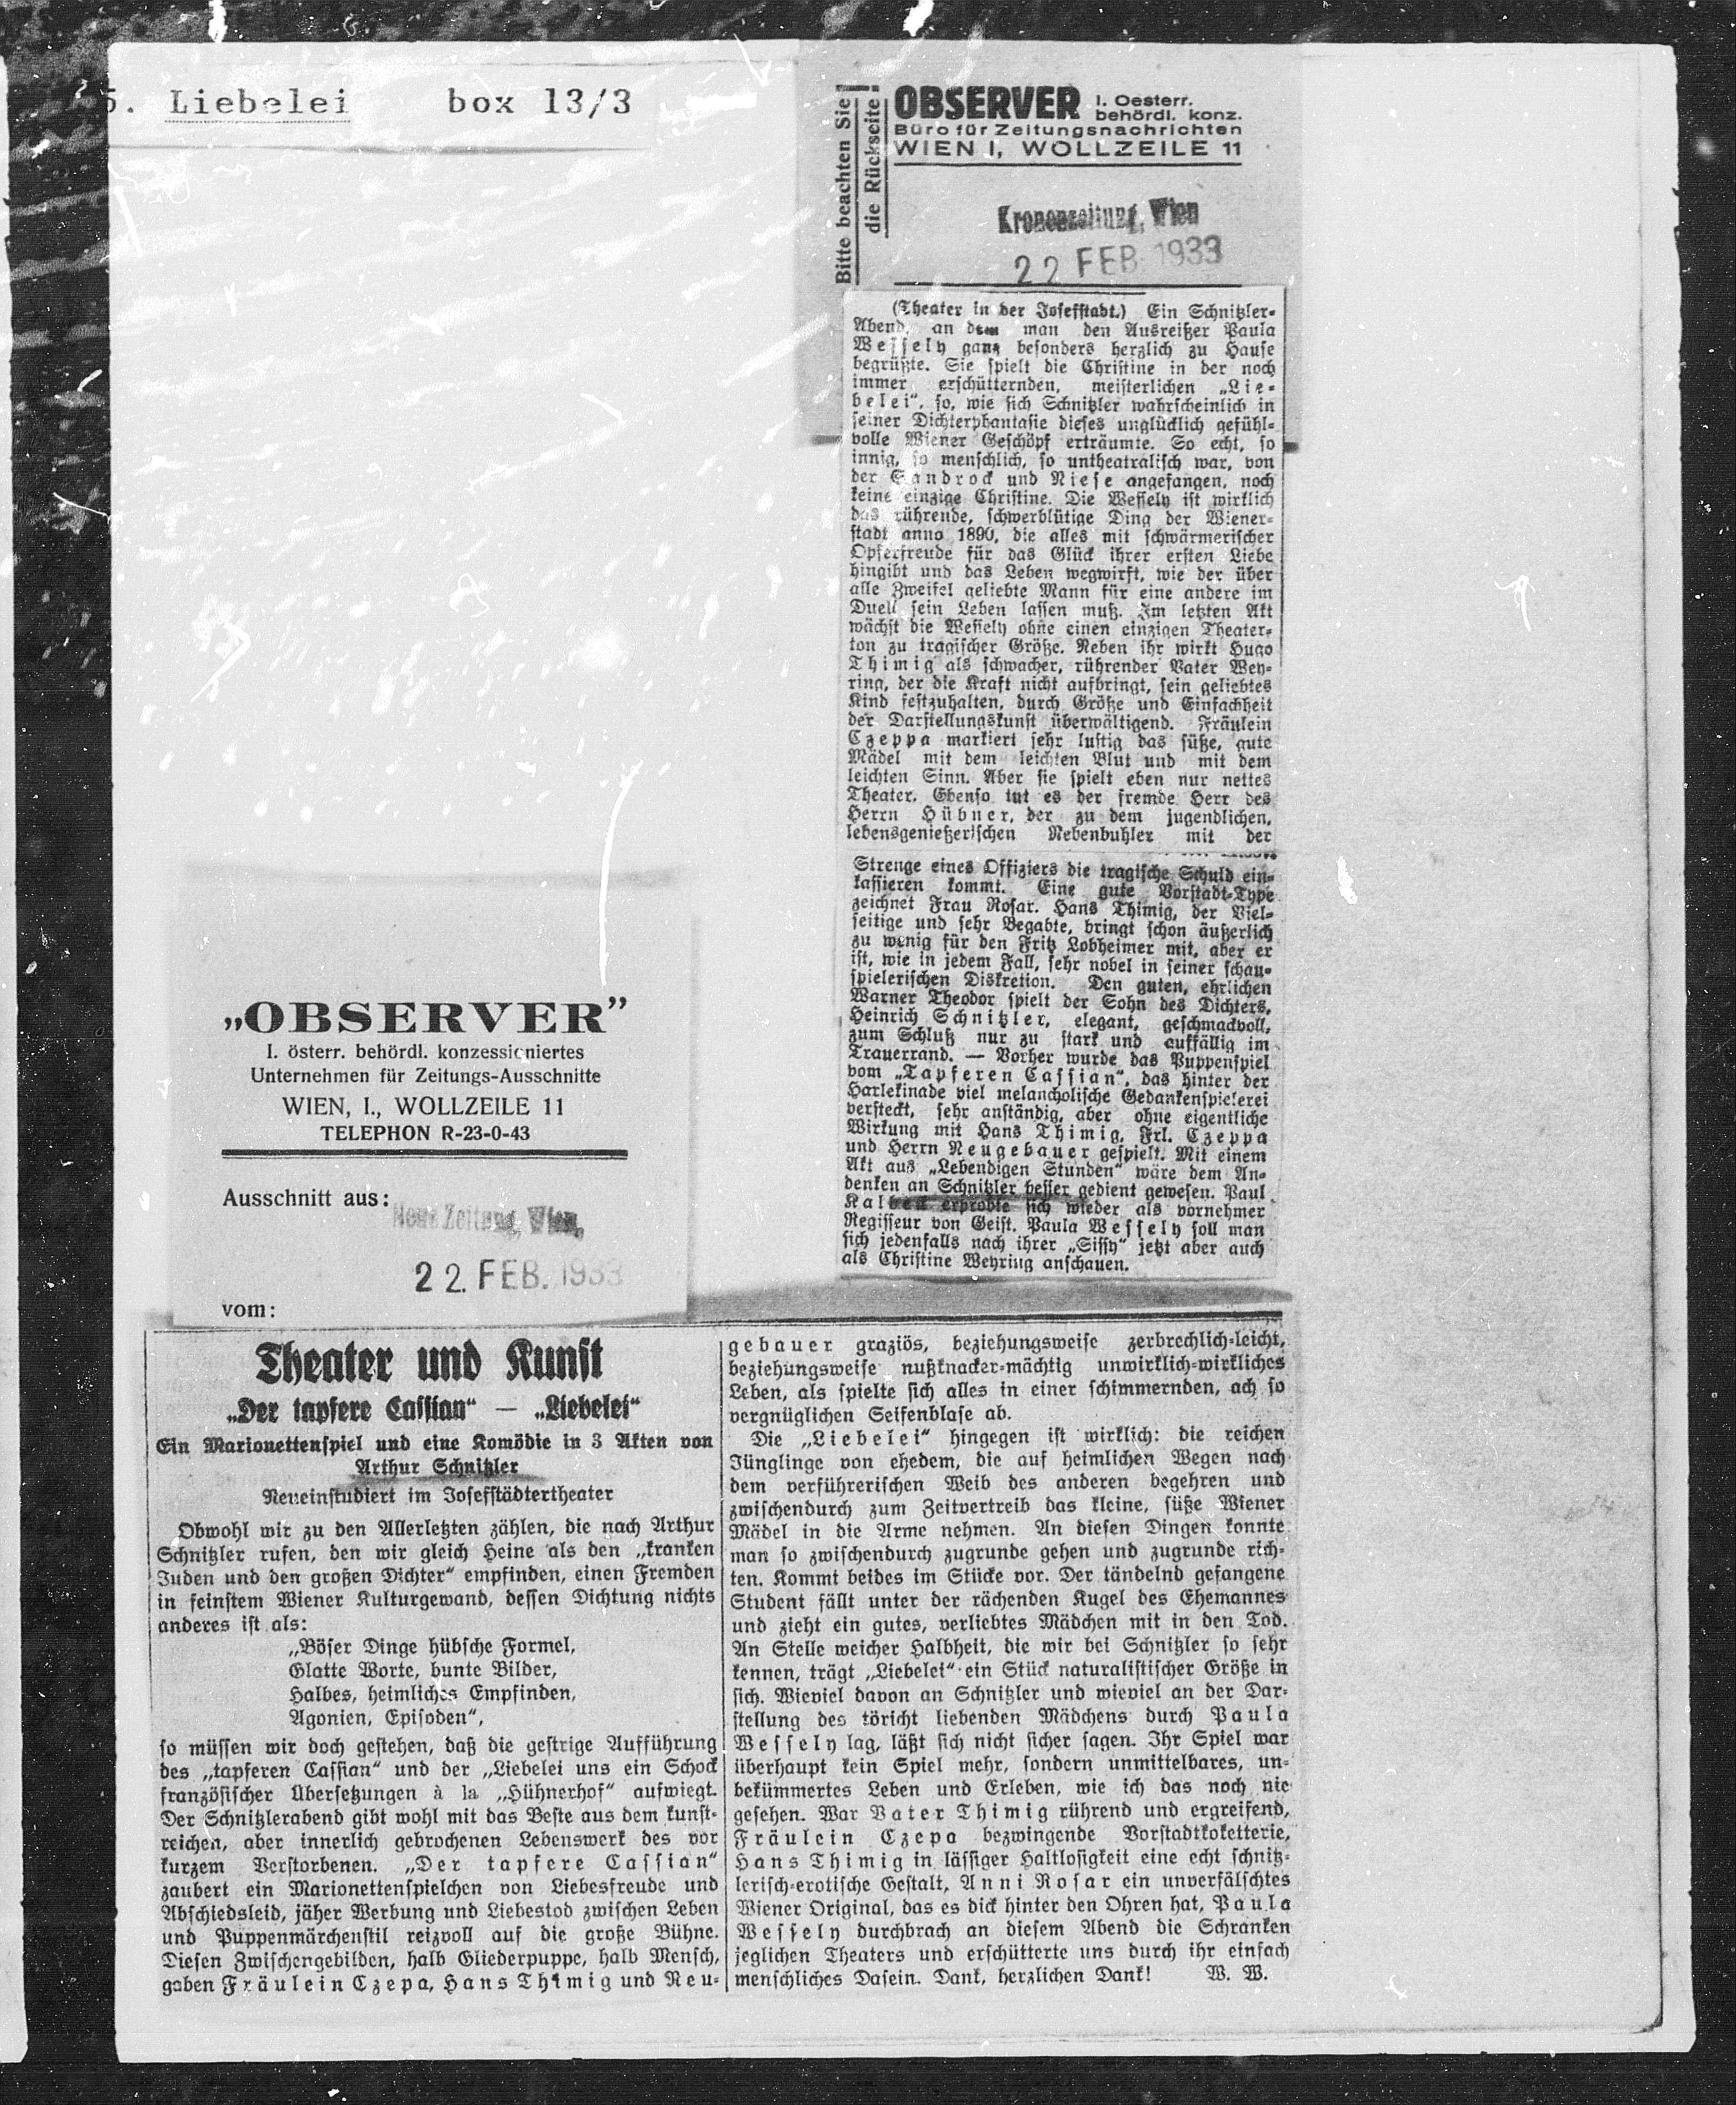 5. Liebelei box 13/3
Bitte beachten Sie
die Rückseite!
OBSERVER
I. Oesterr.
behördl. konz.
Büro für Zeitungsnachrichten
WIEN I, WOLLZEILE 11
Kronenzeitung, Wien
22 FEB 1933
(Theater in der Josefstadt.) Ein Schnitzler-
Abend, an dem man den Ausreißer Paula
Wessely ganz besonders herzlich zu Hause
begrüßte. Sie spielt die Christine in der noch
immer erschütternden, meisterlichen „Lie-
belei“, so, wie sich Schnitzler wahrscheinlich in
seiner Dichterphantasie dieses unglücklich gefühl-
volle Wiener Geschöpf erträumte. So echt, so
innig, so menschlich, so untheatralisch war, von
der Sandrock und Niese angefangen, noch
keine einzige Christine. Die Wessely ist wirklich
das rührende, schwerblütige Ding der Wiener-
stadt anno 1890, die alles mit schwärmerischer
Opferfreude für das Glück ihrer ersten Liebe
hingibt und das Leben wegwirft, wie der über
alle Zweifel geliebte Mann für eine andere im
Duell sein Leben lassen muß. Im letzten Akt
wächst die Wessely ohne einen einzigen Theater-
ton zu tragischer Größe. Neben ihr wirkt Hugo
Thimig als schwacher, rührender Vater Wey-
ring, der die Kraft nicht aufbringt, sein geliebtes
Kind festzuhalten, durch Größe und Einfachheit
der Darstellungskunst überwältigend. Fräulein
Czeppa markiert sehr lustig das süße, gute
Mädel mit dem leichten Blut und mit dem
leichten Sinn. Aber sie spielt eben nur nettes
Theater. Ebenso tut es der fremde Herr des
Herrn Hübner, der zu dem jugendlichen,
lebensgenießerischen Nebenbuhler mit der
Strenge eines Offiziers die tragische Schuld ein-
kassieren kommt. Eine gute Vorstadt-Type
zeichnet Frau Rosar. Hans Thimig, der Viel-
seitige und sehr Begabte, bringt schon äußerlich
zu wenig für den Fritz Lobheimer mit, aber er
ist, wie in jedem Fall, sehr nobel in seiner schau-
spielerischen Diskretion. Den guten, ehrlichen
Warner Theodor spielt der Sohn des Dichters,
Heinrich Schnitzler, elegant, geschmackvoll,
zum Schluß nur zu stark und auffällig im
Trauerrand. — Vorher wurde das Puppenspiel
vom „Tapferen Cassian“, das hinter der
Harlekinade viel melancholische Gedankenspielerei
versteckt, sehr anständig, aber ohne eigentliche
Wirkung mit Hans Thimig, Frl. Czeppa
und Herrn Neugebauer gespielt. Mit einem
Akt aus „Lebendigen Stunden“ wäre dem An-
denken an Schnitzler besser gedient gewesen. Paul
Kalbeck erprobte sich wieder als vornehmer
Regisseur von Geist. Paula Wessely soll man
sich jedenfalls nach ihrer „Sissy“ jetzt aber auch
als Christine Weyring anschauen.
„OBSERVER”
I. österr. behördl. konzessioniertes
Unternehmen für Zeitungs-Ausschnitte
WIEN, I., WOLLZEILE 11
TELEPHON R-23-0-43
Ausschnitt aus:
Neue Zeitung, Wien,
22. FEB. 1933
vom:
Theater und Kunst
„Der tapfere Cassian“ — „Liebelei“
Ein Marionettenspiel und eine Komödie in 3 Akten von
Arthur Schnitzler
Neueinstudiert im Josefstädtertheater
Obwohl wir zu den Allerletzten zählen, die nach Arthur
Schnitzler rufen, den wir gleich Heine als den „kranken
Juden und den großen Dichter“ empfinden, einen Fremden
in feinstem Wiener Kulturgewand, dessen Dichtung nichts
anderes ist als:
„Böser Dinge hübsche Formel,
Glatte Worte, bunte Bilder,
Halbes, heimliches Empfinden,
Agonien, Episoden“,
so müssen wir doch gestehen, daß die gestrige Aufführung
des „tapferen Cassian“ und der „Liebelei uns ein Schock
französischer Übersetzungen à la „Hühnerhof“ aufwiegt.
Der Schnitzlerabend gibt wohl mit das Beste aus dem kunst-
reichen, aber innerlich gebrochenen Lebenswerk des vor
kurzem Verstorbenen. „Der tapfere Cassian“
zaubert ein Marionettenspielchen von Liebesfreude und
Abschiedsleid, jäher Werbung und Liebestod zwischen Leben
und Puppenmärchenstil reizvoll auf die große Bühne.
Diesen Zwischengebilden, halb Gliederpuppe, halb Mensch,
gaben Fräulein Czepa, Hans Thimig und Neu-
gebauer graziös, beziehungsweise zerbrechlich-leicht,
beziehungsweise nußknacker-mächtig unwirklich-wirkliches
Leben, als spielte sich alles in einer schimmernden, ach so
vergnüglichen Seifenblase ab.
Die „Liebelei“ hingegen ist wirklich: die reichen
Jünglinge von ehedem, die auf heimlichen Wegen nach
dem verführerischen Weib des anderen begehren und
zwischendurch zum Zeitvertreib das kleine, süße Wiener
Mädel in die Arme nehmen. An diesen Dingen konnte
man so zwischendurch zugrunde gehen und zugrunde rich-
ten. Kommt beides im Stücke vor. Der tändelnd gefangene
Student fällt unter der rächenden Kugel des Ehemannes
und zieht ein gutes, verliebtes Mädchen mit in den Tod.
An Stelle weicher Halbheit, die wir bei Schnitzler so sehr
kennen, trägt „Liebelei“ ein Stück naturalistischer Größe in
sich. Wieviel davon an Schnitzler und wieviel an der Dar-
stellung des töricht liebenden Mädchens durch Paula
Wessely lag, läßt sich nicht sicher sagen. Ihr Spiel war
überhaupt kein Spiel mehr, sondern unmittelbares, un-
bekümmertes Leben und Erleben, wie ich das noch nie
gesehen. War Vater Thimig rührend und ergreifend,
Fräulein Czepa bezwingende Vorstadtkoketterie,
Hans Thimig in lässiger Haltlosigkeit eine echt schnitz-
lerisch-erotische Gestalt, Anni Rosar ein unverfälschtes
Wiener Original, das es dick hinter den Ohren hat, Paula
Wessely durchbrach an diesem Abend die Schranken
jeglichen Theaters und erschütterte uns durch ihr einfach
menschliches Dasein. Dank, herzlichen Dank! W. W.